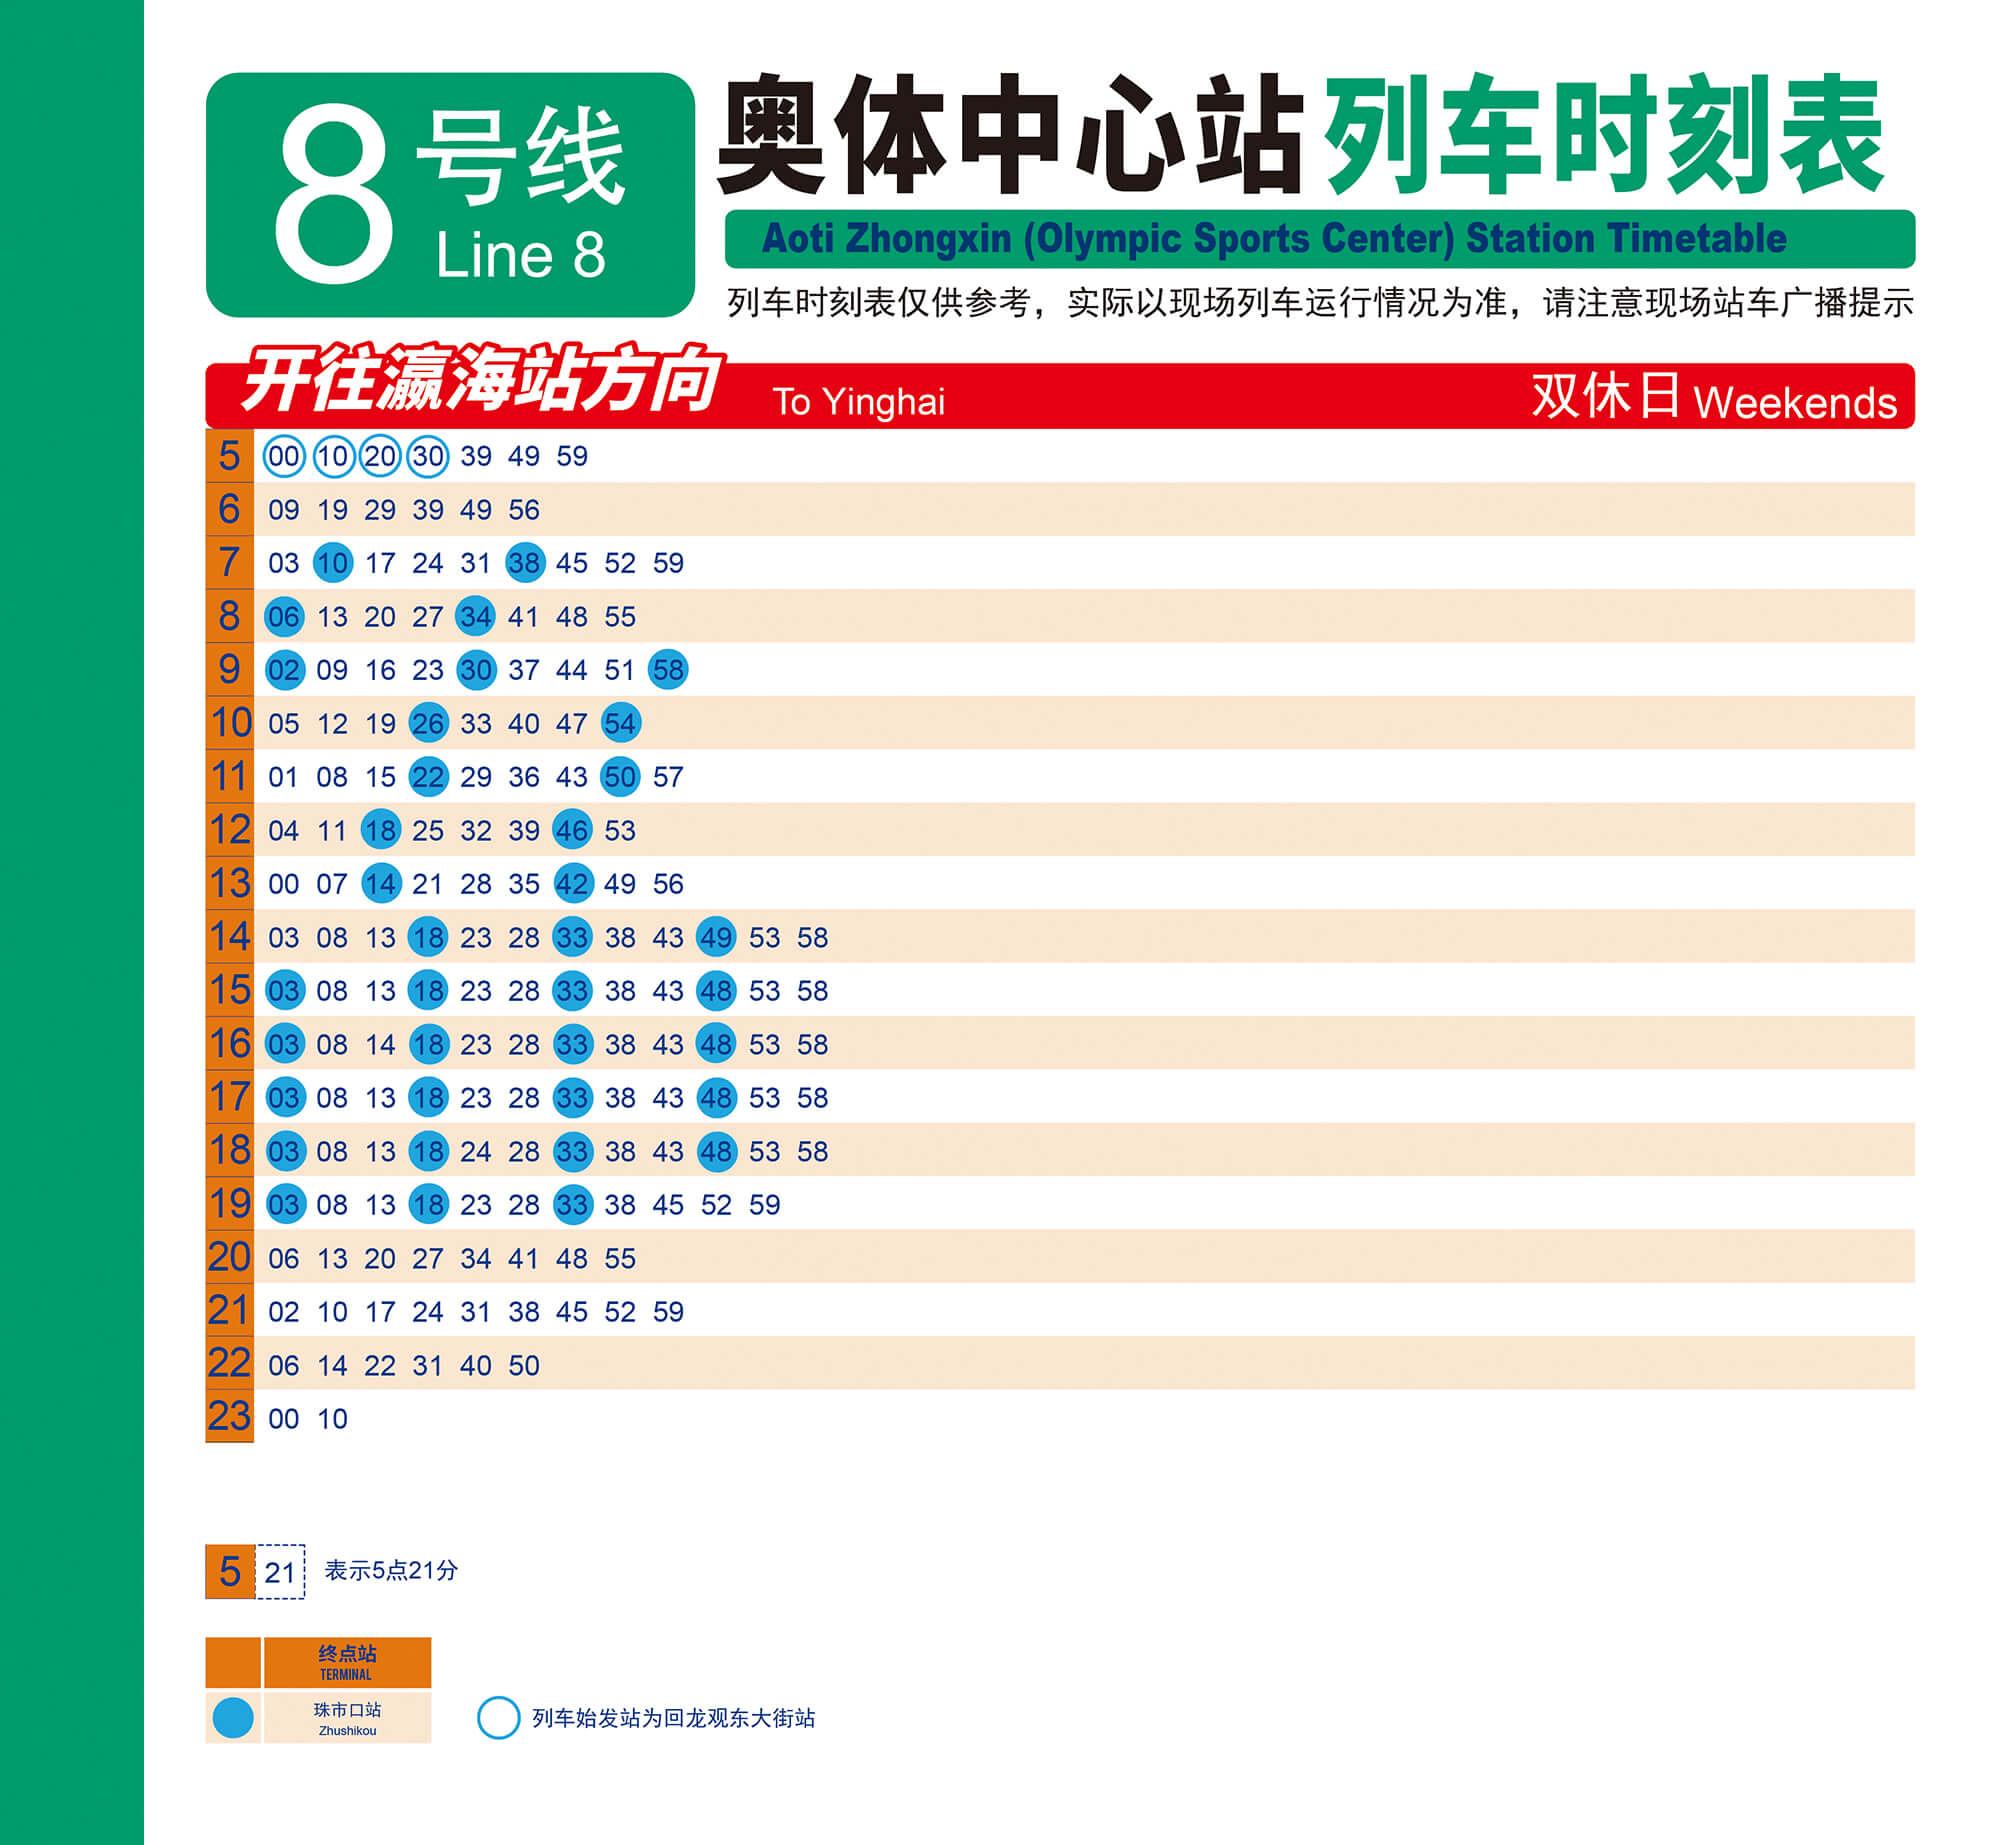 8号线
Line 8
奥体中心站列车时刻表
Aoti Zhongxin (Olympic Sports Center) Station Timetable
列车时刻表仅供参考，实际以现场列车运行情况为准，请注意现场站车广播提示
开往瀛海站方向 To Yinghai 双休日 Weekends
5 00 10 20 30 39 49 59
6 09 19 29 39 49 56
7 03 10 17 24 31 38 45 52 59
8 06 13 20 27 34 41 48 55
9 02 09 16 23 30 37 44 51 58
10 05 12 19 26 33 40 47 54
11 01 08 15 22 29 36 43 50 57
12 04 11 18 25 32 39 46 53
13 00 07 14 21 28 35 42 49 56
14 03 08 13 18 23 28 33 38 43 49 53 58
15 03 08 13 18 23 28 33 38 43 48 53 58
16 03 08 14 18 23 28 33 38 43 48 53 58
17 03 08 13 18 23 28 33 38 43 48 53 58
18 03 08 13 18 24 28 33 38 43 48 53 58
19 03 08 13 18 23 28 33 38 45 52 59
20 06 13 20 27 34 41 48 55
21 02 10 17 24 31 38 45 52 59
22 06 14 22 31 40 50
23 00 10
5 21 表示5点21分
终点站
TERMINAL
珠市口站
Zhushikou
列车始发站为回龙观东大街站